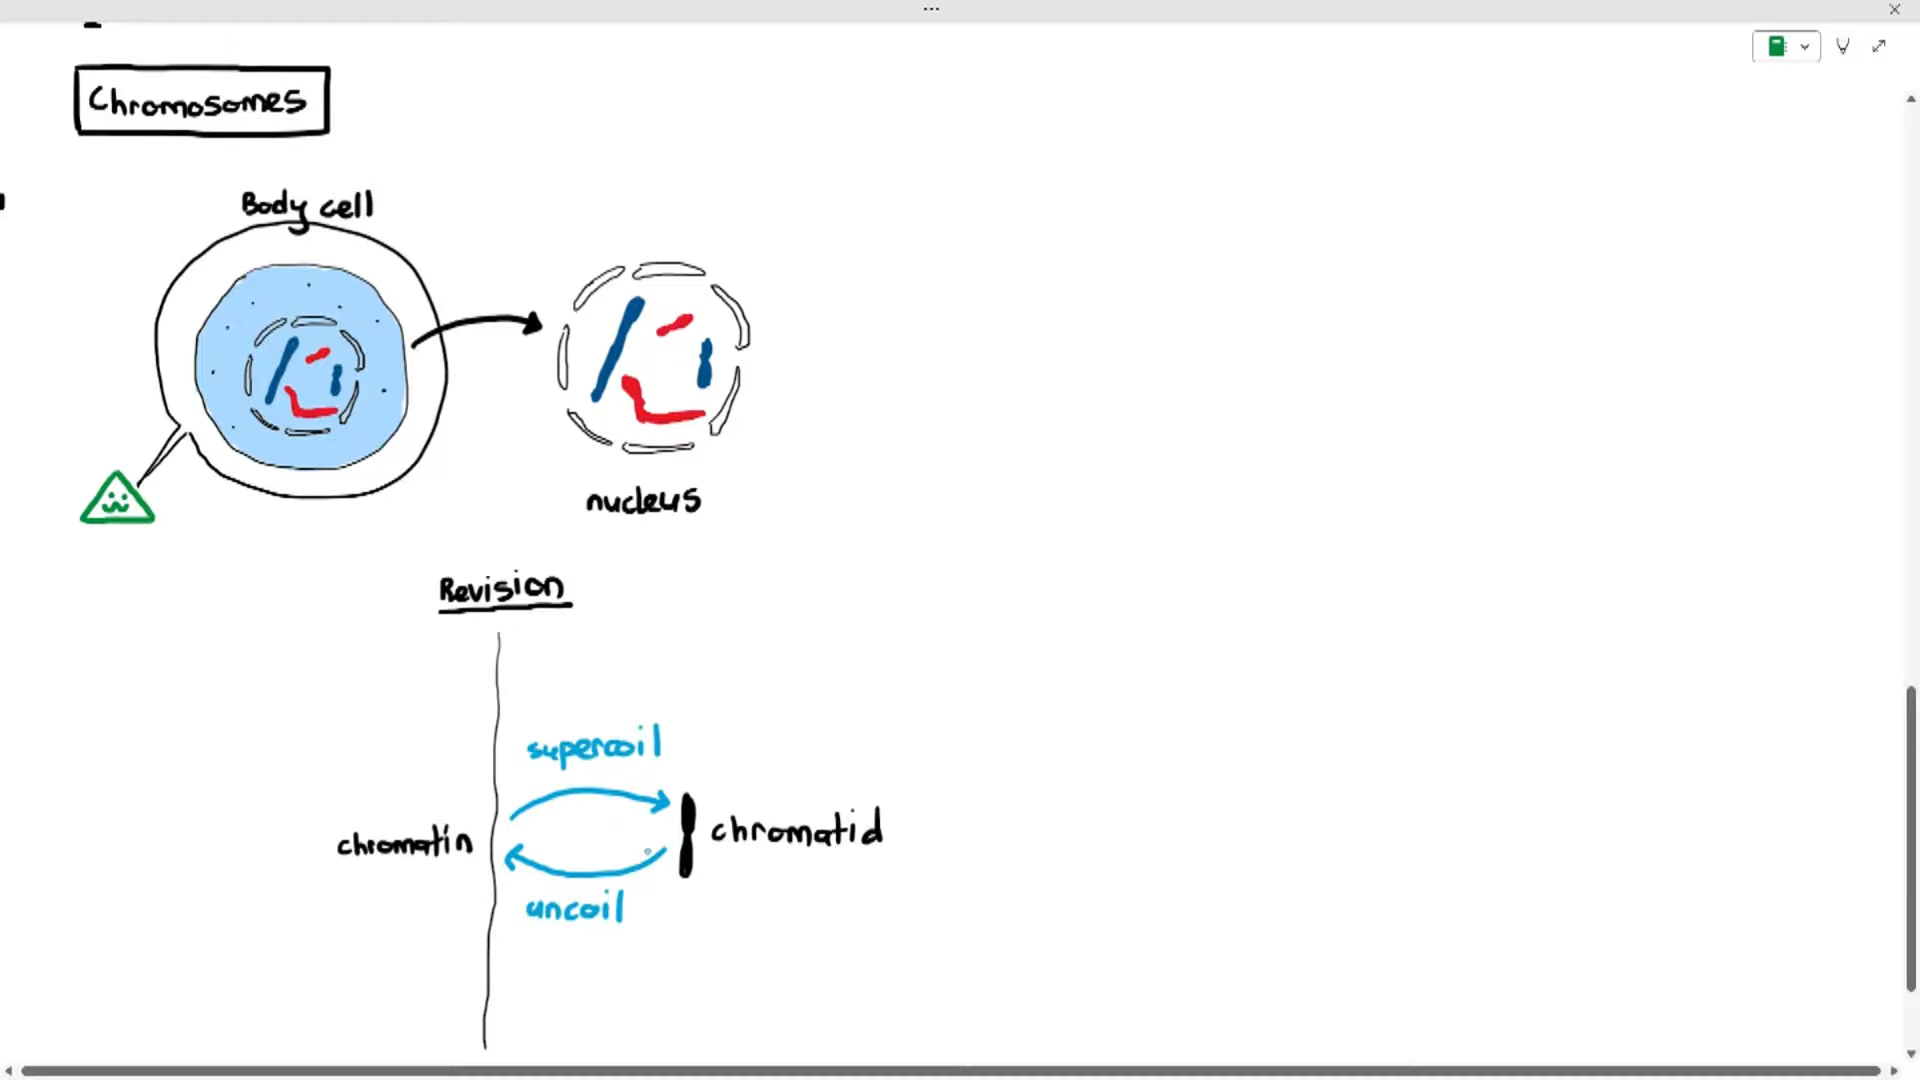 Chromosomes
Body cell
nucleus
Revision
supercoil
chromatin
chromatid
uncoil